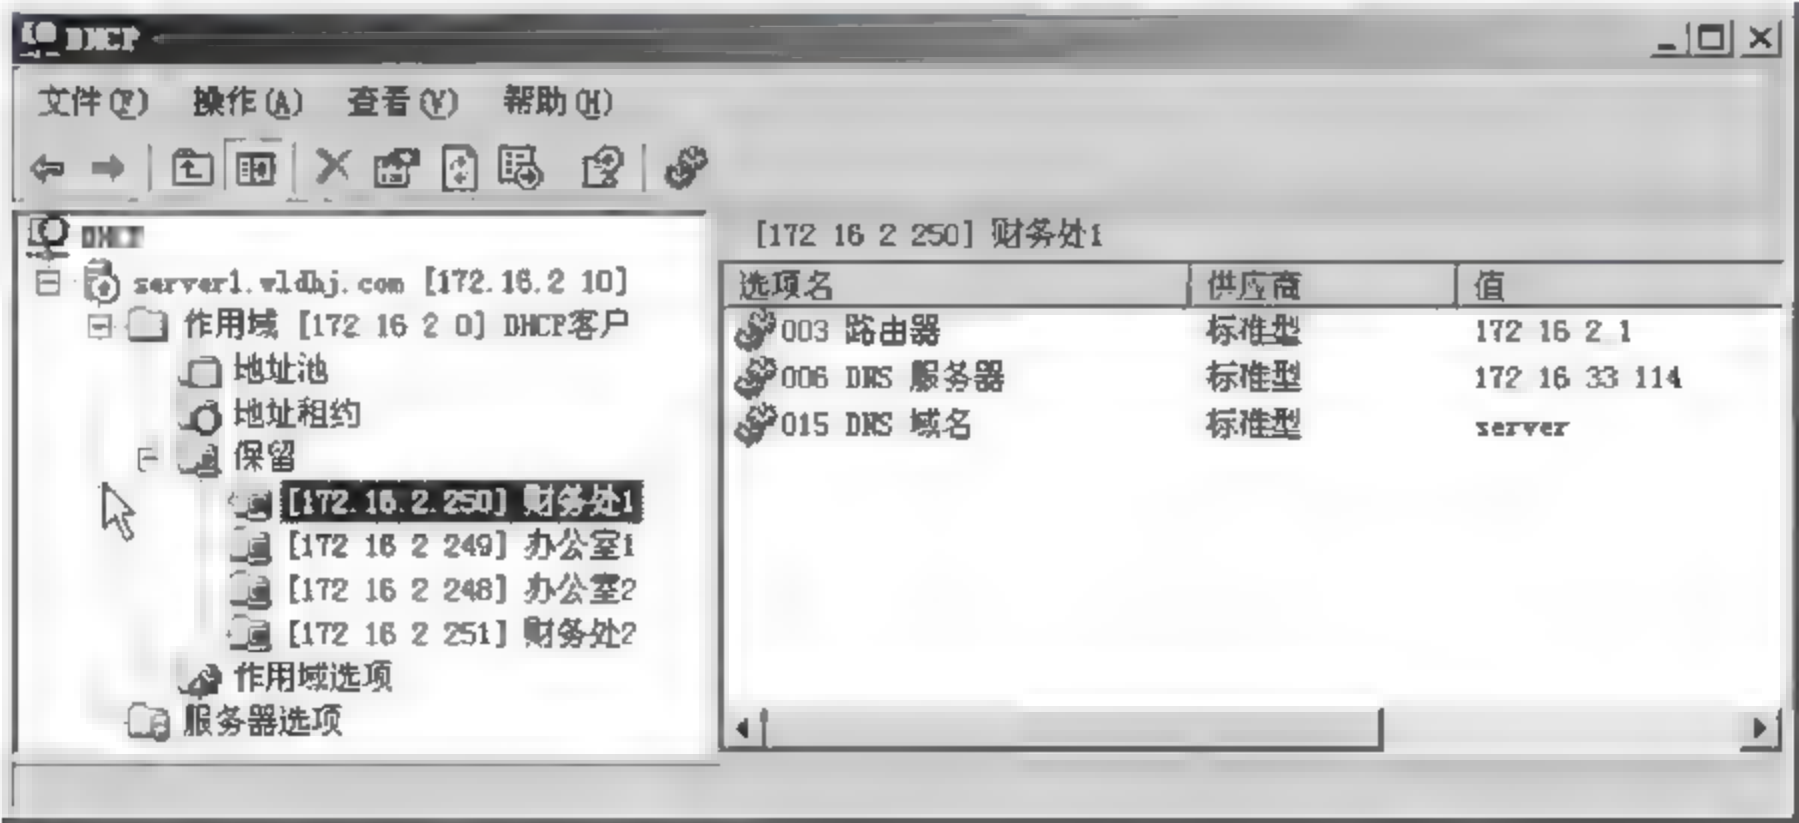 DHCP
文件(F) 操作(A) 查看(V) 帮助(H)
DHCP
server1.wldhj.com [172.16.2 10]
作用域 [172 16 2 0] DHCP客户
地址池
地址租约
保留
[172.16.2.250] 财务处1
[172 16 2 249] 办公室1
[172 16 2 248] 办公室2
[172 16 2 251] 财务处2
作用域选项
服务器选项
[172 16 2 250] 财务处1
选项名 供应商 值
003 路由器 标准型 172 16 2 1
006 DNS 服务器 标准型 172 16 33 114
015 DNS 域名 标准型 server